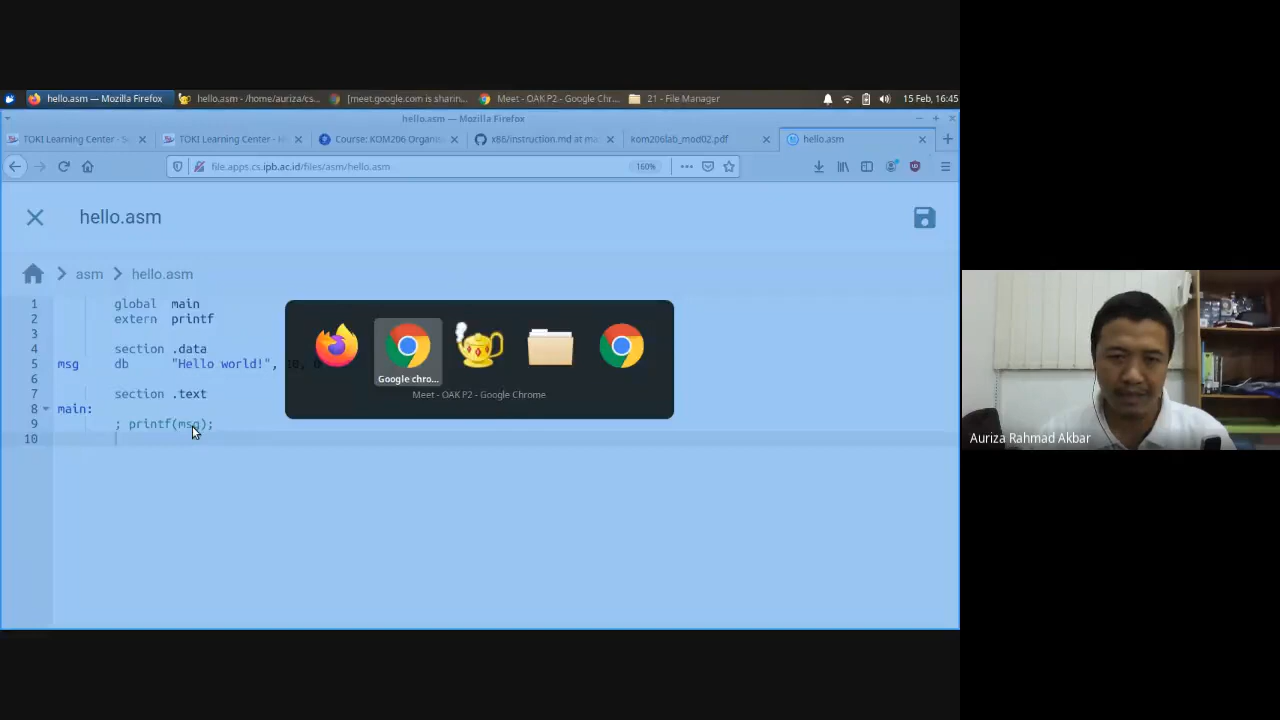 hello.asm — Mozilla Firefox
hello.asm - /home/auriza/cs...
[meet.google.com is sharin...
Meet - OAK P2 - Google Chr...
21 - File Manager
15 Feb, 16:45
hello.asm — Mozilla Firefox
TOKI Learning Center - S
TOKI Learning Center -
Course: KOM206 Organis
x86/instruction.md at ma
kom206lab_mod02.pdf
hello.asm
file.apps.cs.ipb.ac.id/files/asm/hello.asm
160%
hello.asm
asm
hello.asm
1 global main
2 extern printf
3
4 section .data
5 msg db "Hello world!", 10, 0
6
7 section .text
8 main:
9 ; printf(msg);
10
Google chro...
Meet - OAK P2 - Google Chrome
Auriza Rahmad Akbar